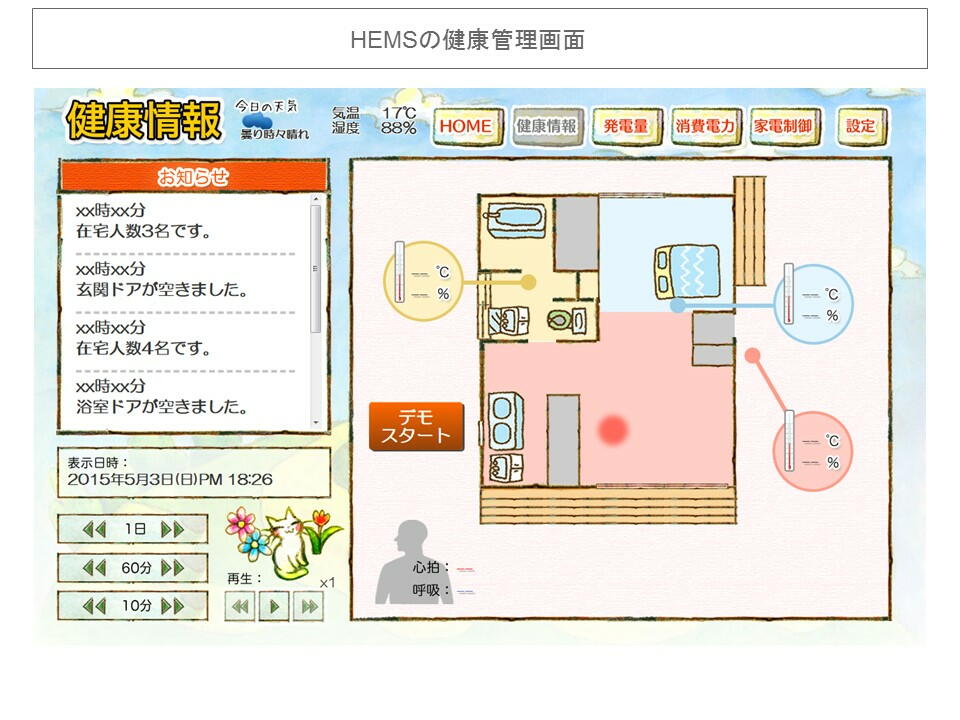 HEMSの健康管理画面
健康情報
今日の天気
曇り時々晴れ
気温 17℃
湿度 88%
HOME
健康情報
発電量
消費電力
家電制御
設定
お知らせ
xx時xx分
在宅人数3名です。
xx時xx分
玄関ドアが空きました。
xx時xx分
在宅人数4名です。
xx時xx分
浴室ドアが空きました。
表示日時：
2015年5月3日(日)PM 18:26
1日
60分
10分
再生：
x1
--- ℃
--- %
--- ℃
--- %
--- ℃
--- %
デモ
スタート
心拍：---
呼吸：---